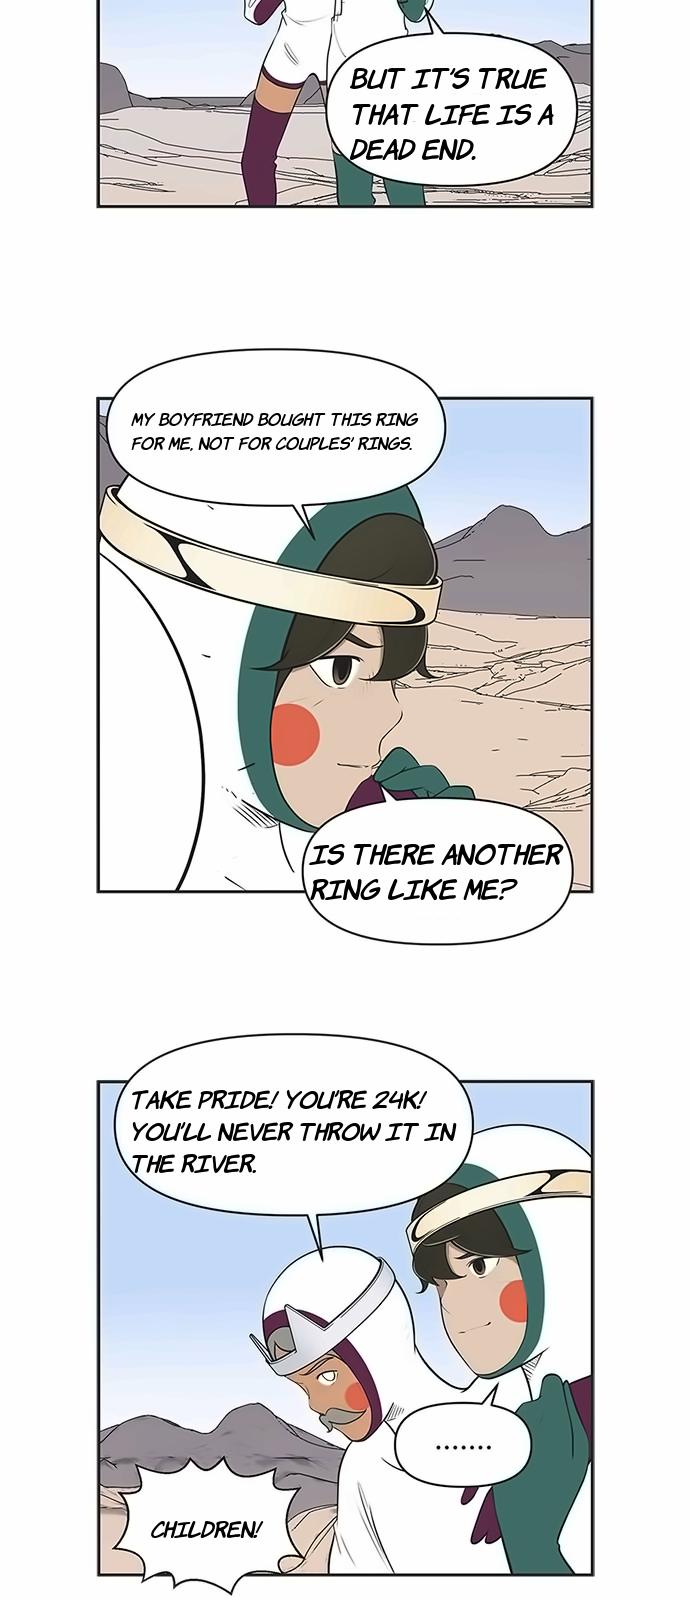 BUT IT'S TRUE
THAT LIFE IS A
DEAD END.
MY BOYFRIEND BOUGHT THIS RING
FOR ME, NOT FOR COUPLES' RINGS.
IS THERE ANOTHER
RING LIKE ME?
TAKE PRIDE! YOU'RE 24K!
YOU'LL NEVER THROW IT IN
THE RIVER.
.......
CHILDREN!